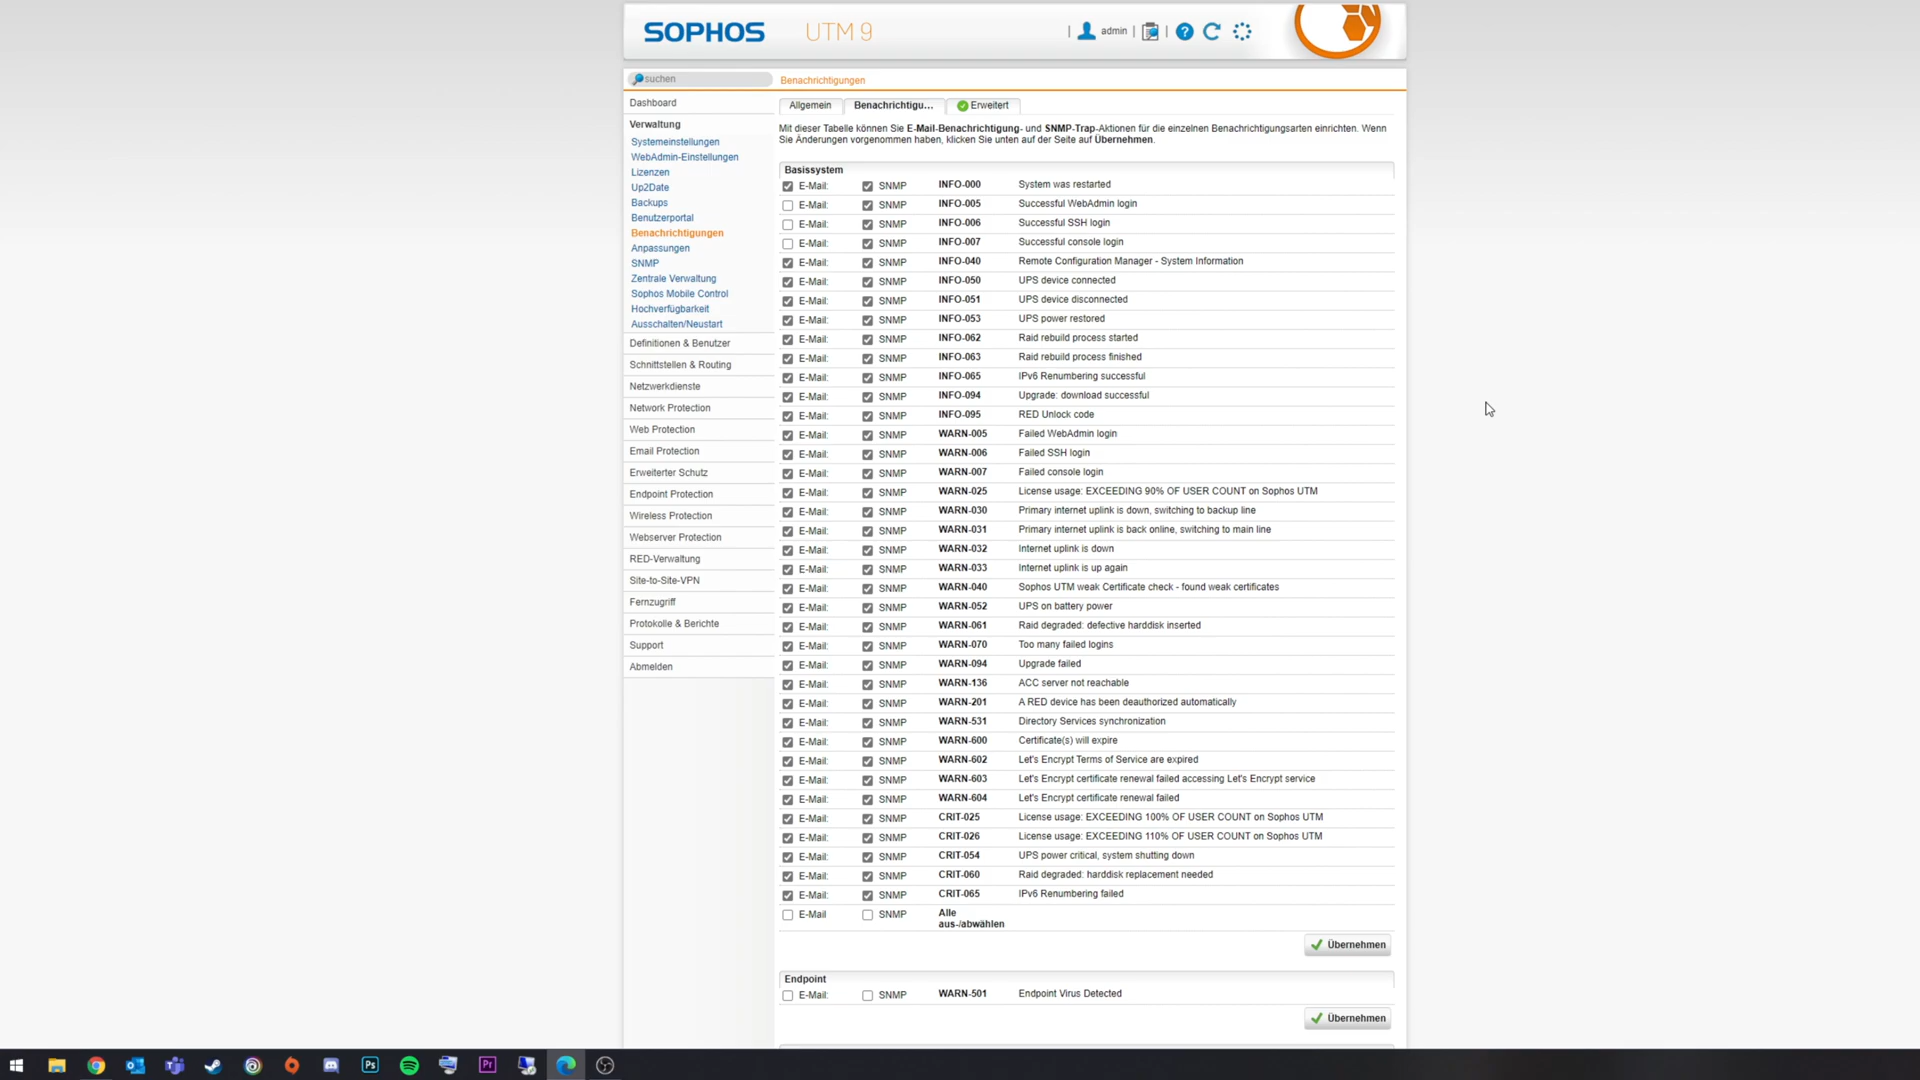 SOPHOS UTM 9
admin
suchen
Benachrichtigungen
Dashboard
Verwaltung
Systemeinstellungen
WebAdmin-Einstellungen
Lizenzen
Up2Date
Backups
Benutzerportal
Benachrichtigungen
Anpassungen
SNMP
Zentrale Verwaltung
Sophos Mobile Control
Hochverfügbarkeit
Ausschalten/Neustart
Definitionen & Benutzer
Schnittstellen & Routing
Netzwerkdienste
Network Protection
Web Protection
Email Protection
Erweiterter Schutz
Endpoint Protection
Wireless Protection
Webserver Protection
RED-Verwaltung
Site-to-Site-VPN
Fernzugriff
Protokolle & Berichte
Support
Abmelden
Allgemein Benachrichtigu... Erweitert
Mit dieser Tabelle können Sie E-Mail-Benachrichtigung- und SNMP-Trap-Aktionen für die einzelnen Benachrichtigungsarten einrichten. Wenn
Sie Änderungen vorgenommen haben, klicken Sie unten auf der Seite auf Übernehmen.
Basissystem
E-Mail: SNMP INFO-000 System was restarted
E-Mail: SNMP INFO-005 Successful WebAdmin login
E-Mail: SNMP INFO-006 Successful SSH login
E-Mail: SNMP INFO-007 Successful console login
E-Mail: SNMP INFO-040 Remote Configuration Manager - System Information
E-Mail: SNMP INFO-050 UPS device connected
E-Mail: SNMP INFO-051 UPS device disconnected
E-Mail: SNMP INFO-053 UPS power restored
E-Mail: SNMP INFO-062 Raid rebuild process started
E-Mail: SNMP INFO-063 Raid rebuild process finished
E-Mail: SNMP INFO-065 IPv6 Renumbering successful
E-Mail: SNMP INFO-094 Upgrade: download successful
E-Mail: SNMP INFO-095 RED Unlock code
E-Mail: SNMP WARN-005 Failed WebAdmin login
E-Mail: SNMP WARN-006 Failed SSH login
E-Mail: SNMP WARN-007 Failed console login
E-Mail: SNMP WARN-025 License usage: EXCEEDING 90% OF USER COUNT on Sophos UTM
E-Mail: SNMP WARN-030 Primary internet uplink is down, switching to backup line
E-Mail: SNMP WARN-031 Primary internet uplink is back online, switching to main line
E-Mail: SNMP WARN-032 Internet uplink is down
E-Mail: SNMP WARN-033 Internet uplink is up again
E-Mail: SNMP WARN-040 Sophos UTM weak Certificate check - found weak certificates
E-Mail: SNMP WARN-052 UPS on battery power
E-Mail: SNMP WARN-061 Raid degraded: defective harddisk inserted
E-Mail: SNMP WARN-070 Too many failed logins
E-Mail: SNMP WARN-094 Upgrade failed
E-Mail: SNMP WARN-136 ACC server not reachable
E-Mail: SNMP WARN-201 A RED device has been deauthorized automatically
E-Mail: SNMP WARN-531 Directory Services synchronization
E-Mail: SNMP WARN-600 Certificate(s) will expire
E-Mail: SNMP WARN-602 Let's Encrypt Terms of Service are expired
E-Mail: SNMP WARN-603 Let's Encrypt certificate renewal failed accessing Let's Encrypt service
E-Mail: SNMP WARN-604 Let's Encrypt certificate renewal failed
E-Mail: SNMP CRIT-025 License usage: EXCEEDING 100% OF USER COUNT on Sophos UTM
E-Mail: SNMP CRIT-026 License usage: EXCEEDING 110% OF USER COUNT on Sophos UTM
E-Mail: SNMP CRIT-054 UPS power critical, system shutting down
E-Mail: SNMP CRIT-060 Raid degraded: harddisk replacement needed
E-Mail: SNMP CRIT-065 IPv6 Renumbering failed
E-Mail SNMP Alle
aus-/abwählen
Übernehmen
Endpoint
E-Mail: SNMP WARN-501 Endpoint Virus Detected
Übernehmen
Ps
Pr